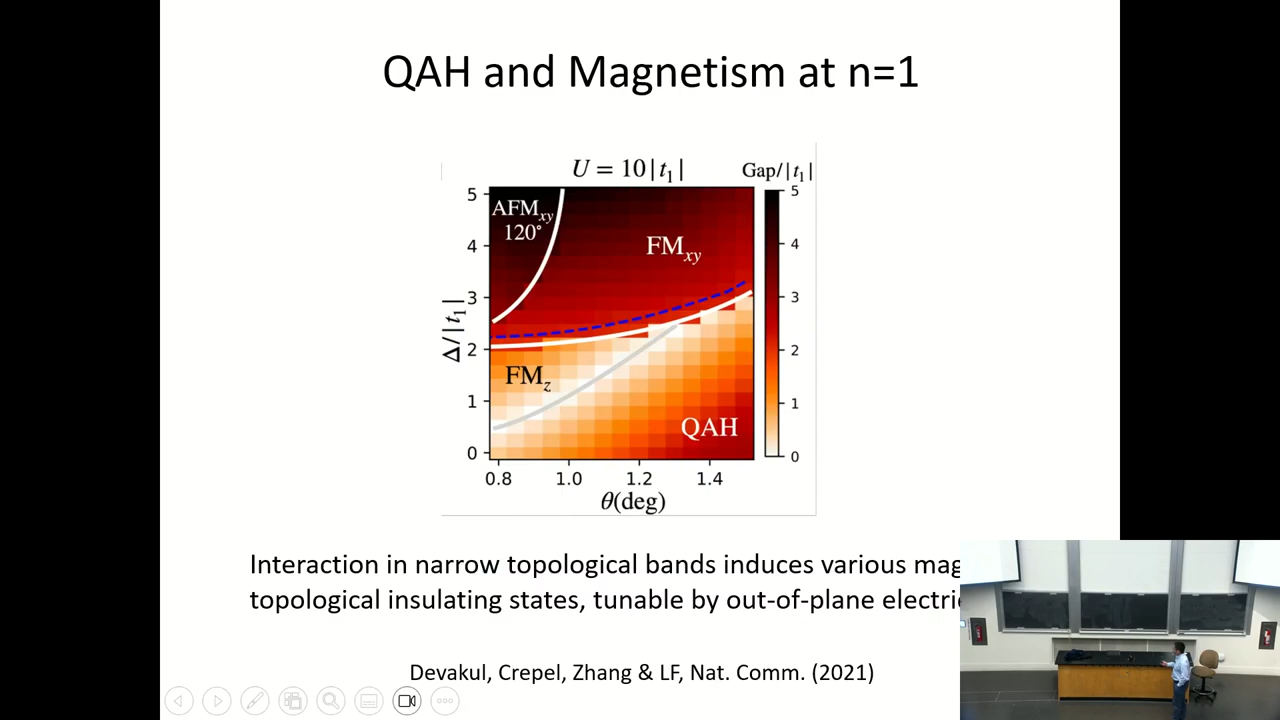 QAH and Magnetism at n=1
U = 10|t₁|
Gap/|t₁|
5
4
3
2
1
0
Δ/|t₁|
AFMxy
120°
FMxy
FMz
QAH
5
4
3
2
1
0
0.8
1.0
1.2
1.4
θ(deg)
Interaction in narrow topological bands induces various mag
topological insulating states, tunable by out-of-plane electri
Devakul, Crepel, Zhang & LF, Nat. Comm. (2021)